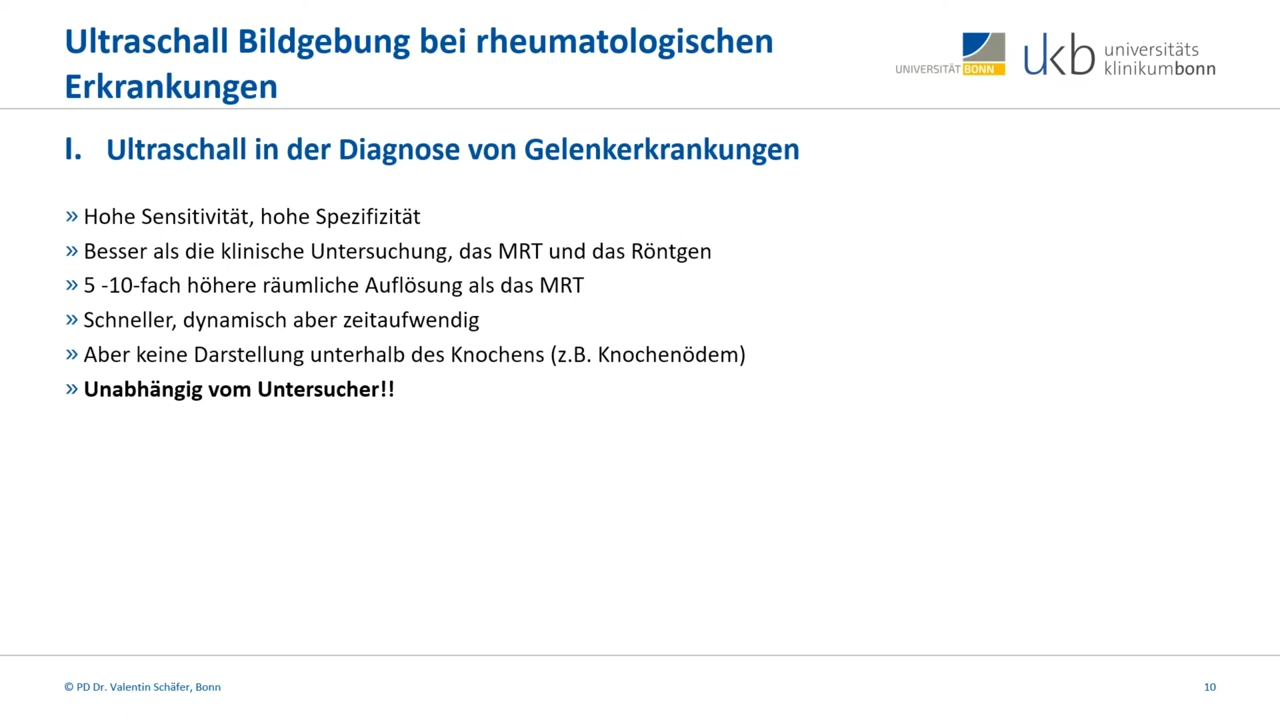 Ultraschall Bildgebung bei rheumatologischen
Erkrankungen
UNIVERSITÄT BONN
ukb universitäts
klinikumbonn
I. Ultraschall in der Diagnose von Gelenkerkrankungen
» Hohe Sensitivität, hohe Spezifizität
» Besser als die klinische Untersuchung, das MRT und das Röntgen
» 5 -10-fach höhere räumliche Auflösung als das MRT
» Schneller, dynamisch aber zeitaufwendig
» Aber keine Darstellung unterhalb des Knochens (z.B. Knochenödem)
» Unabhängig vom Untersucher!!
© PD Dr. Valentin Schäfer, Bonn
10